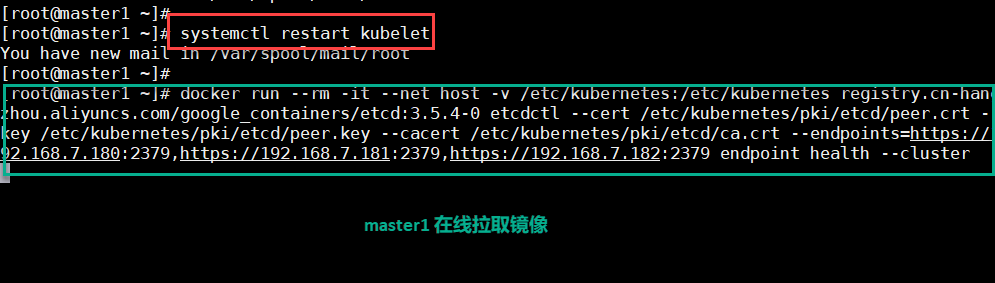 [root@master1 ~]#
[root@master1 ~]# systemctl restart kubelet
You have new mail in /var/spool/mail/root
[root@master1 ~]#
[root@master1 ~]# docker run --rm -it --net host -v /etc/kubernetes:/etc/kubernetes registry.cn-han
zhou.aliyuncs.com/google_containers/etcd:3.5.4-0 etcdctl --cert /etc/kubernetes/pki/etcd/peer.crt -
key /etc/kubernetes/pki/etcd/peer.key --cacert /etc/kubernetes/pki/etcd/ca.crt --endpoints=https://
92.168.7.180:2379,https://192.168.7.181:2379,https://192.168.7.182:2379 endpoint health --cluster
master1 在线拉取镜像